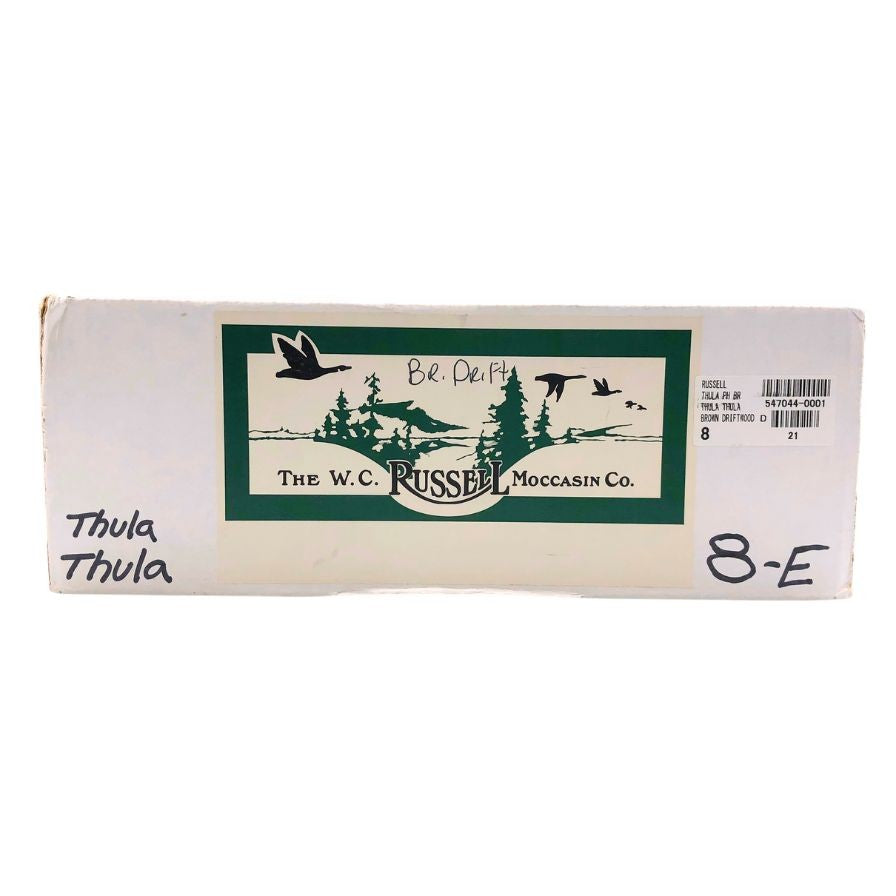 Br. Drift
THE W.C. RUSSELL MOCCASIN CO.
Thula
Thula
8-E
RUSSELL
THULA PH BR
THULA THULA
BROWN DRIFTWOOD D
8
547044-0001
21